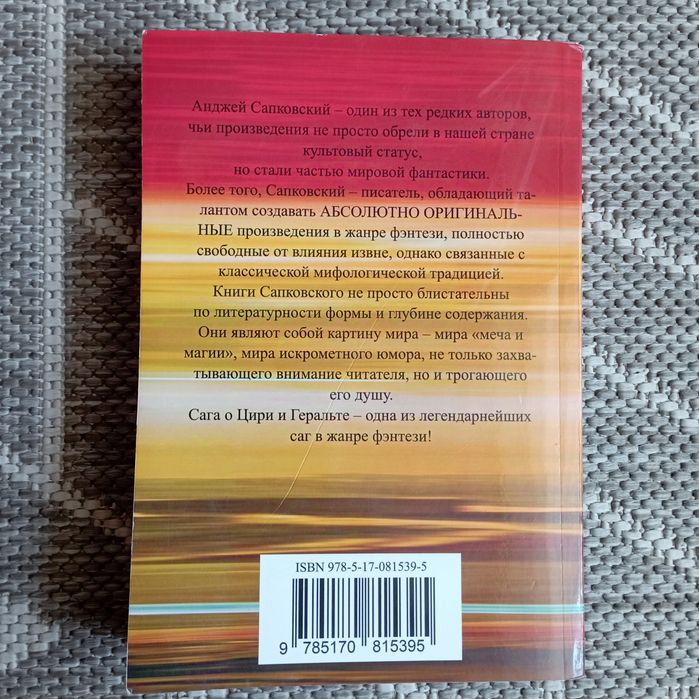 Анджей Сапковский – один из тех редких авторов,
чьи произведения не просто обрели в нашей стране
культовый статус,
но стали частью мировой фантастики.
Более того, Сапковский – писатель, обладающий та-
лантом создавать АБСОЛЮТНО ОРИГИНАЛЬ-
НЫЕ произведения в жанре фэнтези, полностью
свободные от влияния извне, однако связанные с
классической мифологической традицией.
Книги Сапковского не просто блистательны
по литературности формы и глубине содержания.
Они являют собой картину мира – мира «меча и
магии», мира искрометного юмора, не только захва-
тывающего внимание читателя, но и трогающего
его душу.
Сага о Цири и Геральте – одна из легендарнейших
саг в жанре фэнтези!
ISBN 978-5-17-081539-5
9 785170 815395